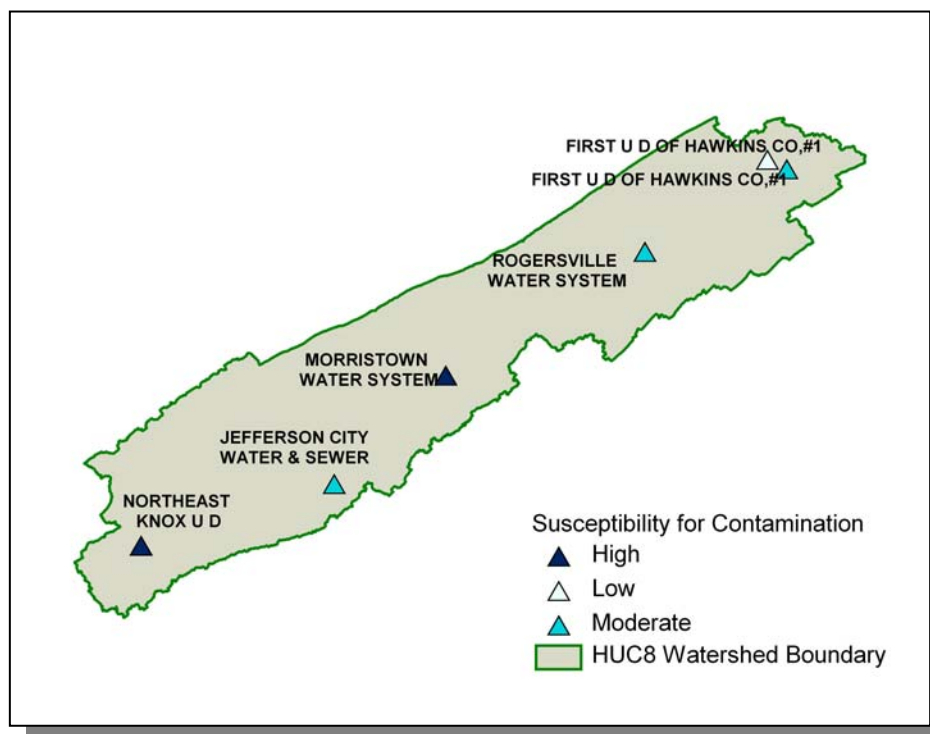 FIRST U D OF HAWKINS CO,#1
FIRST U D OF HAWKINS CO,#1
ROGERSVILLE
WATER SYSTEM
MORRISTOWN
WATER SYSTEM
JEFFERSON CITY
WATER & SEWER
NORTHEAST
KNOX U D
Susceptibility for Contamination
High
Low
Moderate
HUC8 Watershed Boundary